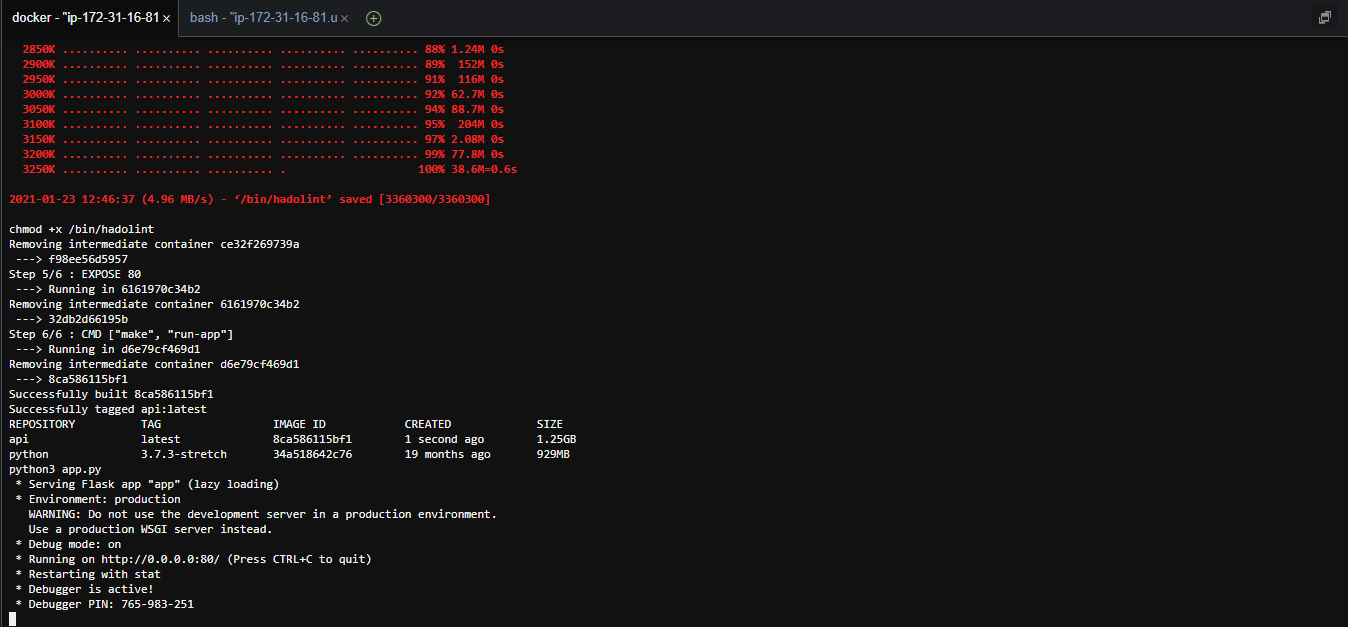 docker - "ip-172-31-16-81 × bash - "ip-172-31-16-81.u ×
2850K .......... .......... .......... .......... .......... 88% 1.24M 0s
2900K .......... .......... .......... .......... .......... 89% 152M 0s
2950K .......... .......... .......... .......... .......... 91% 116M 0s
3000K .......... .......... .......... .......... .......... 92% 62.7M 0s
3050K .......... .......... .......... .......... .......... 94% 88.7M 0s
3100K .......... .......... .......... .......... .......... 95% 204M 0s
3150K .......... .......... .......... .......... .......... 97% 2.08M 0s
3200K .......... .......... .......... .......... .......... 99% 77.8M 0s
3250K .......... .......... .......... . 100% 38.6M=0.6s
2021-01-23 12:46:37 (4.96 MB/s) - ‘/bin/hadolint’ saved [3360300/3360300]
chmod +x /bin/hadolint
Removing intermediate container ce32f269739a
---> f98ee56d5957
Step 5/6 : EXPOSE 80
---> Running in 6161970c34b2
Removing intermediate container 6161970c34b2
---> 32db2d66195b
Step 6/6 : CMD ["make", "run-app"]
---> Running in d6e79cf469d1
Removing intermediate container d6e79cf469d1
---> 8ca586115bf1
Successfully built 8ca586115bf1
Successfully tagged api:latest
REPOSITORY TAG IMAGE ID CREATED SIZE
api latest 8ca586115bf1 1 second ago 1.25GB
python 3.7.3-stretch 34a518642c76 19 months ago 929MB
python3 app.py
* Serving Flask app "app" (lazy loading)
* Environment: production
WARNING: Do not use the development server in a production environment.
Use a production WSGI server instead.
* Debug mode: on
* Running on http://0.0.0.0:80/ (Press CTRL+C to quit)
* Restarting with stat
* Debugger is active!
* Debugger PIN: 765-983-251